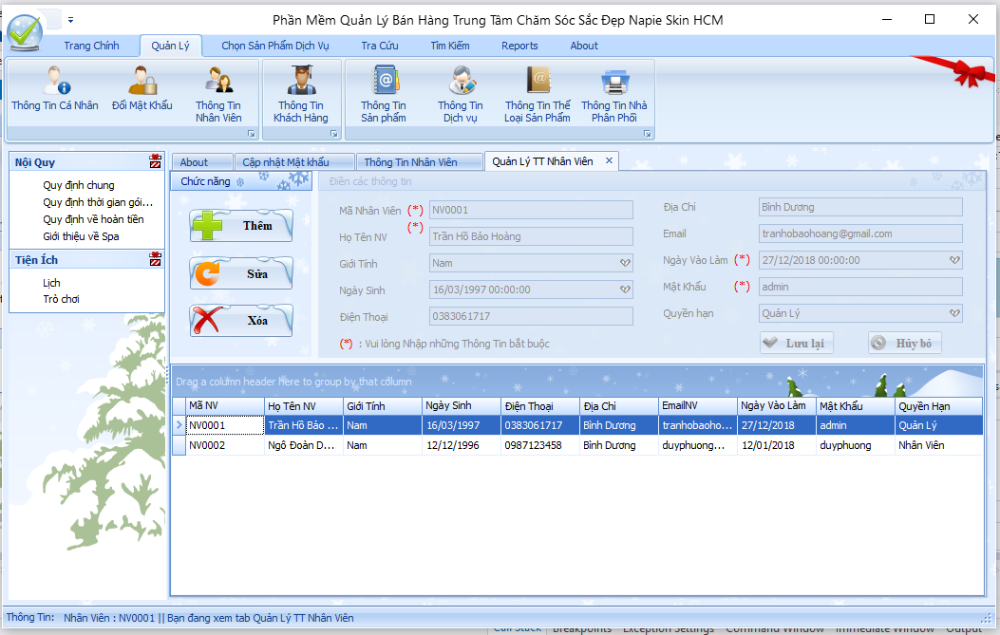 Phần Mềm Quản Lý Bán Hàng Trung Tâm Chăm Sóc Sắc Đẹp Napie Skin HCM
Trang Chính Quản Lý Chọn Sản Phẩm Dịch Vụ Tra Cứu Tìm Kiếm Reports About
Thông Tin Cá Nhân Đổi Mật Khẩu Thông Tin Nhân Viên Thông Tin Khách Hàng Thông Tin Sản phẩm Thông Tin Dịch vụ Thông Tin Thể Loại Sản Phẩm Thông Tin Nhà Phân Phối
Nội Quy
Quy định chung
Quy định thời gian gói...
Quy định về hoàn tiền
Giới thiệu về Spa
Tiện Ích
Lịch
Trò chơi
About Cập nhật Mật khẩu Thông Tin Nhân Viên Quản Lý TT Nhân Viên
Chức năng
Thêm
Sửa
Xóa
Điền các thông tin
Mã Nhân Viên (*) NV0001
Họ Tên NV (*) Trần Hồ Bảo Hoàng
Giới Tính Nam
Ngày Sinh 16/03/1997 00:00:00
Điện Thoại 0383061717
(*) : Vui lòng Nhập những Thông Tin bắt buộc
Địa Chỉ Bình Dương
Email tranhobaohoang@gmail.com
Ngày Vào Làm (*) 27/12/2018 00:00:00
Mật Khẩu (*) admin
Quyền hạn Quản Lý
Lưu lại Hủy bỏ
Drag a column header here to group by that column
Mã NV Họ Tên NV Giới Tính Ngày Sinh Điện Thoại Địa Chỉ EmailNV Ngày Vào Làm Mật Khẩu Quyền Hạn
NV0001 Trần Hồ Bảo ... Nam 16/03/1997 0383061717 Bình Dương tranhobaoho... 27/12/2018 admin Quản Lý
NV0002 Ngô Đoàn D... Nam 12/12/1996 0987123458 Bình Dương duyphuong... 12/01/2018 duyphuong Nhân Viên
Thông Tin: Nhân Viên : NV0001 || Bạn đang xem tab Quản Lý TT Nhân Viên
Call Stack Breakpoints Exception Settings Command Window Immediate Window Output